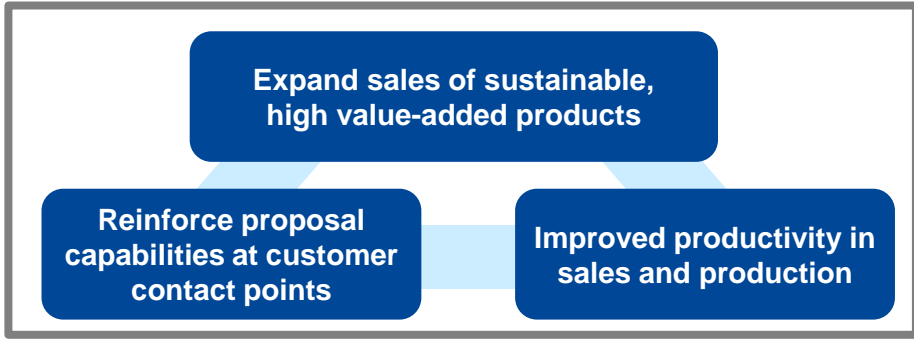 Expand sales of sustainable,
high value-added products
Reinforce proposal
capabilities at customer
contact points
Improved productivity in
sales and production